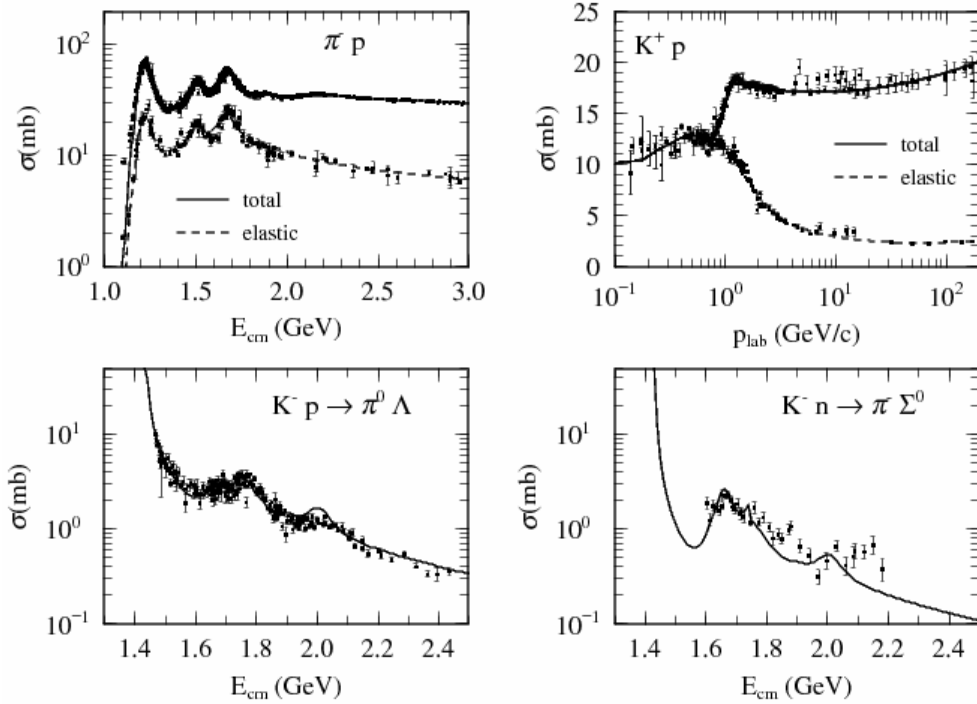 π⁻ p
σ(mb)
10²
10¹
10⁰
total
elastic
1.0 1.5 2.0 2.5 3.0
E_cm (GeV)
K⁺ p
σ(mb)
25
20
15
10
5
0
total
elastic
10⁻¹ 10⁰ 10¹ 10²
p_lab (GeV/c)
K⁻ p → π⁰ Λ
σ(mb)
10¹
10⁰
10⁻¹
1.4 1.6 1.8 2.0 2.2 2.4
E_cm (GeV)
K⁻ n → π⁻ Σ⁰
σ(mb)
10¹
10⁰
10⁻¹
1.4 1.6 1.8 2.0 2.2 2.4
E_cm (GeV)